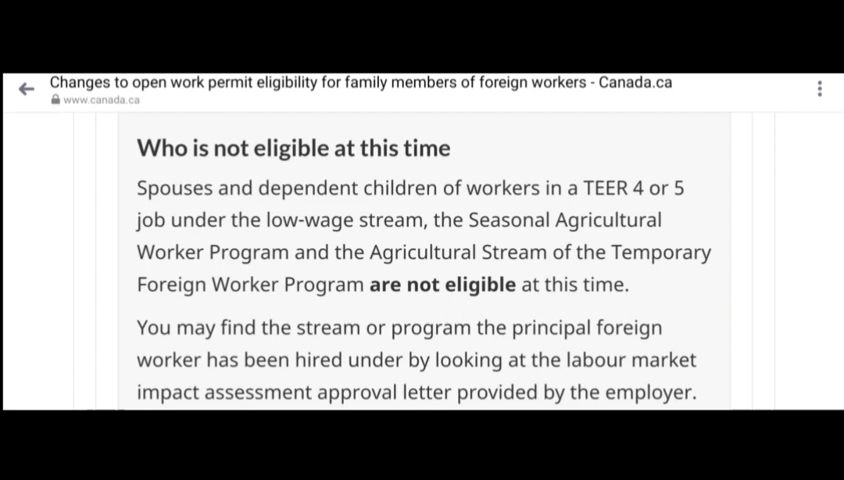 Changes to open work permit eligibility for family members of foreign workers - Canada.ca
www.canada.ca
Who is not eligible at this time
Spouses and dependent children of workers in a TEER 4 or 5
job under the low-wage stream, the Seasonal Agricultural
Worker Program and the Agricultural Stream of the Temporary
Foreign Worker Program are not eligible at this time.
You may find the stream or program the principal foreign
worker has been hired under by looking at the labour market
impact assessment approval letter provided by the employer.